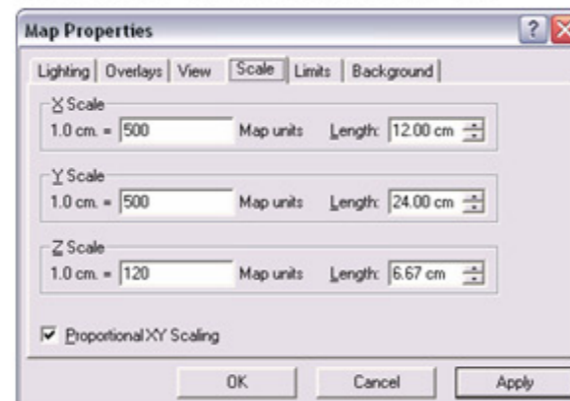 Map Properties
Lighting Overlays View Scale Limits Background
X Scale
1.0 cm. = 500 Map units Length: 12.00 cm
Y Scale
1.0 cm. = 500 Map units Length: 24.00 cm
Z Scale
1.0 cm. = 120 Map units Length: 6.67 cm
Proportional XY Scaling
OK Cancel Apply